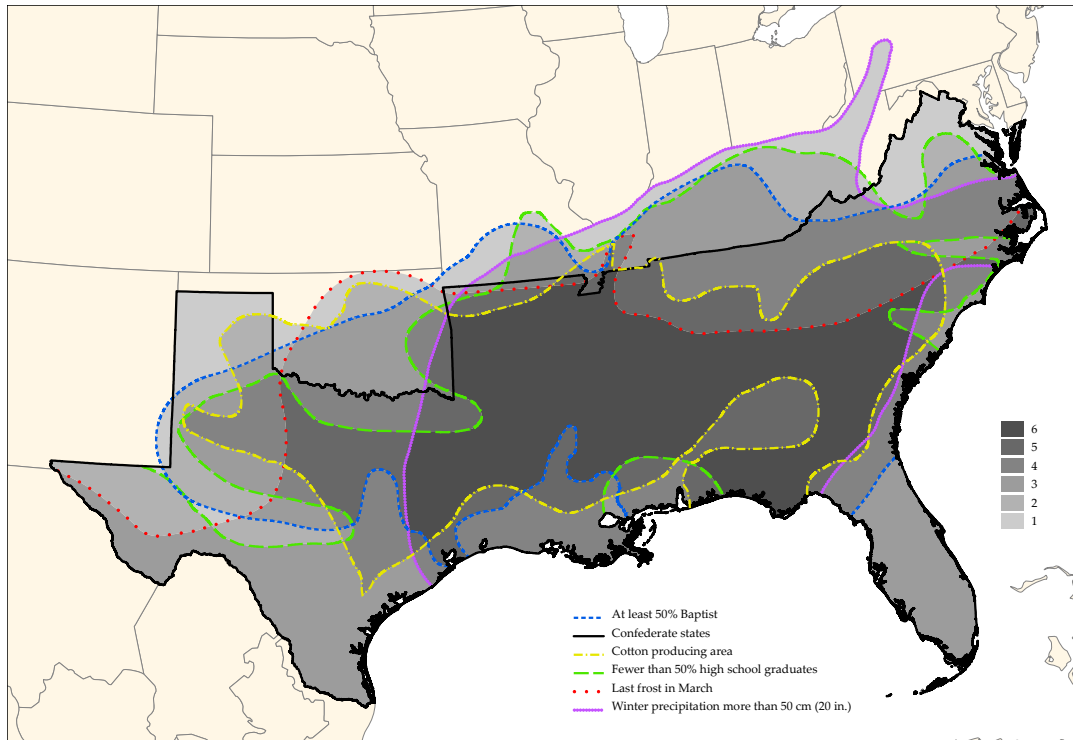 6
5
4
3
2
1
At least 50% Baptist
Confederate states
Cotton producing area
Fewer than 50% high school graduates
Last frost in March
Winter precipitation more than 50 cm (20 in.)